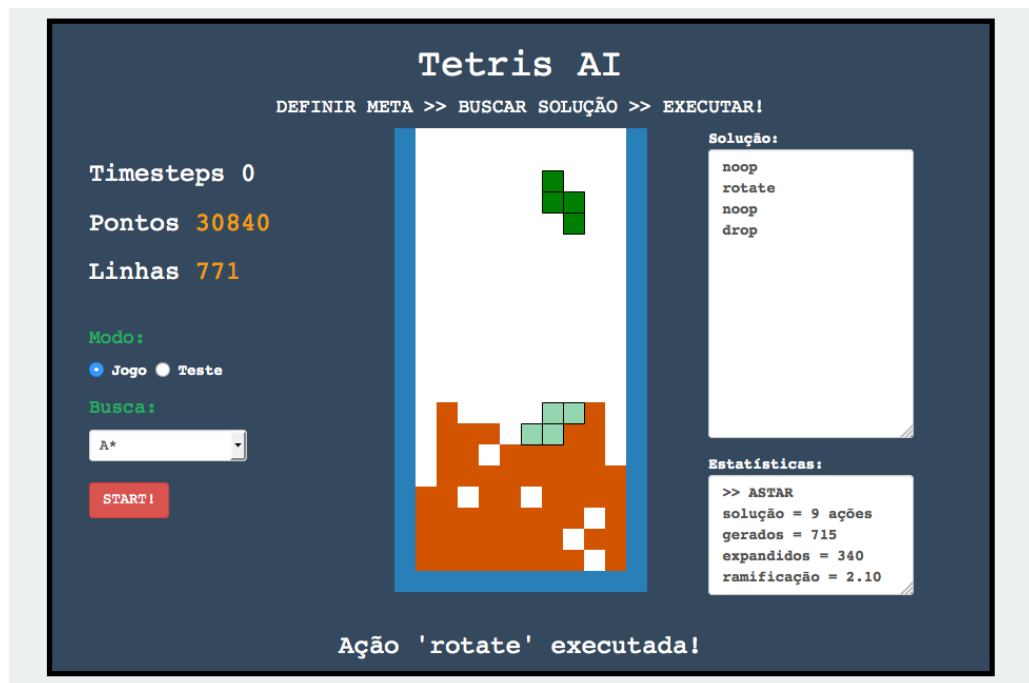 Tetris AI
DEFINIR META >> BUSCAR SOLUÇÃO >> EXECUTAR!
Timesteps 0
Pontos 30840
Linhas 771
Modo:
Jogo Teste
Busca:
A*
START!
Solução:
noop
rotate
noop
drop
Estatísticas:
>> ASTAR
solução = 9 ações
gerados = 715
expandidos = 340
ramificação = 2.10
Ação 'rotate' executada!